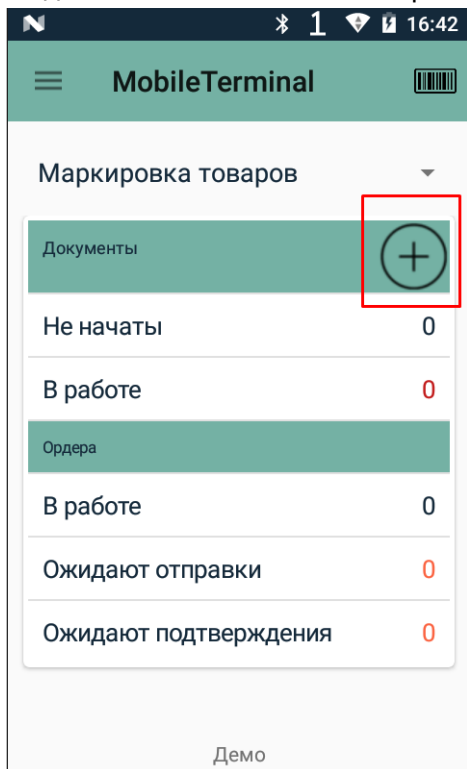 1 16:42
MobileTerminal
Маркировка товаров
Документы
Не начаты 0
В работе 0
Ордера
В работе 0
Ожидают отправки 0
Ожидают подтверждения 0
Демо